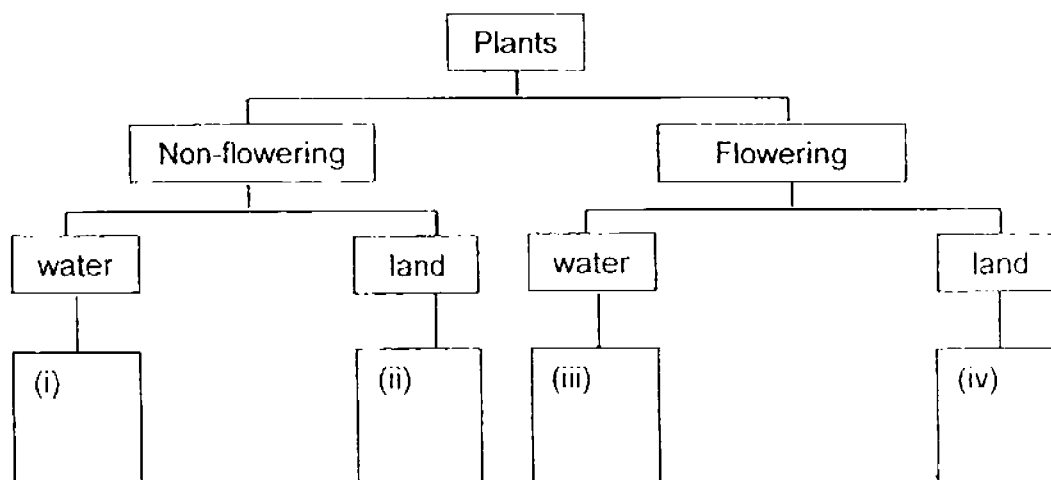 Plants
Non-flowering Flowering
water land water land
(i) (ii) (iii) (iv)